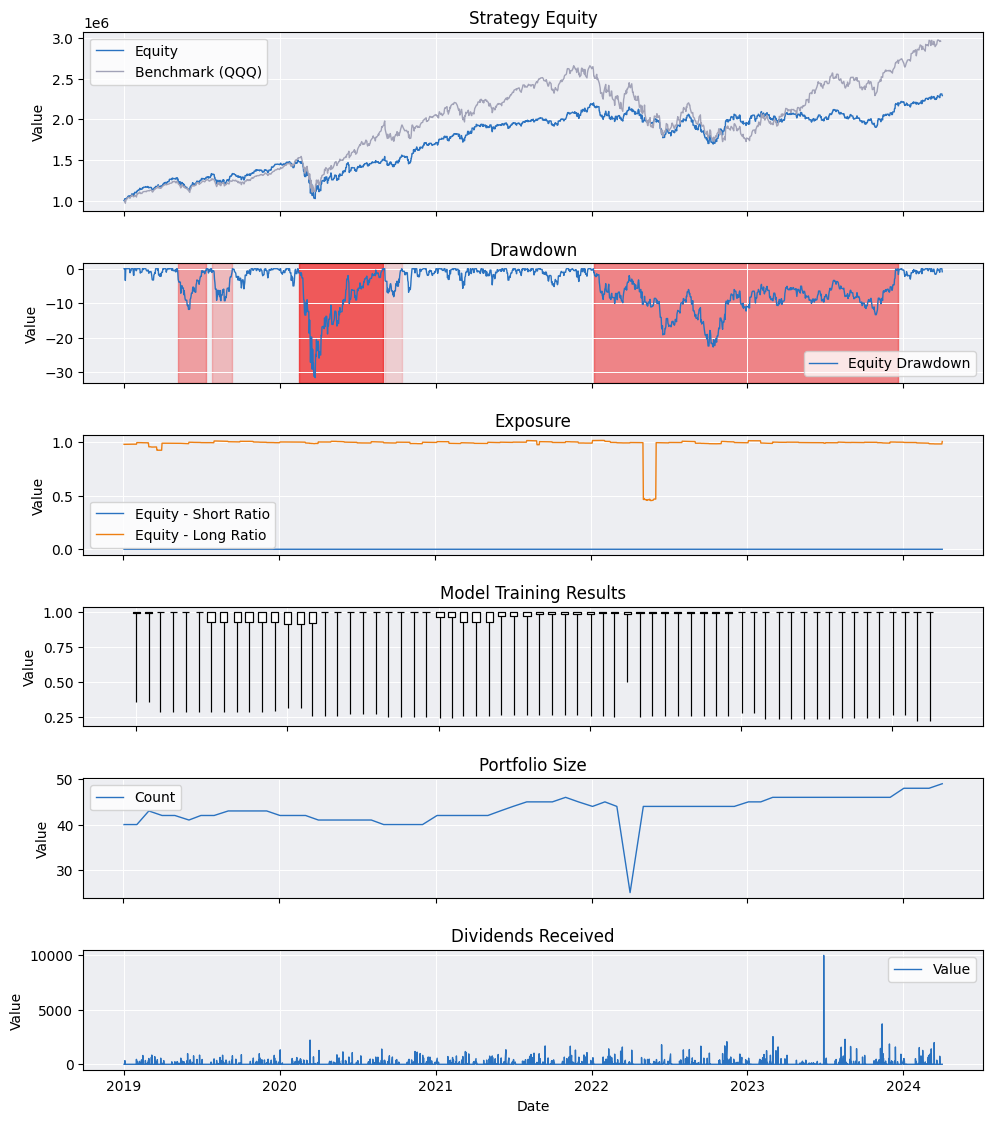 Strategy Equity
1e6
3.0
2.5
2.0
1.5
1.0
Value
Equity
Benchmark (QQQ)
Drawdown
0
−10
−20
−30
Value
Equity Drawdown
Exposure
1.0
0.5
0.0
Value
Equity - Short Ratio
Equity - Long Ratio
Model Training Results
1.00
0.75
0.50
0.25
Value
Portfolio Size
50
40
30
Value
Count
Dividends Received
10000
5000
0
Value
Value
2019 2020 2021 2022 2023 2024
Date